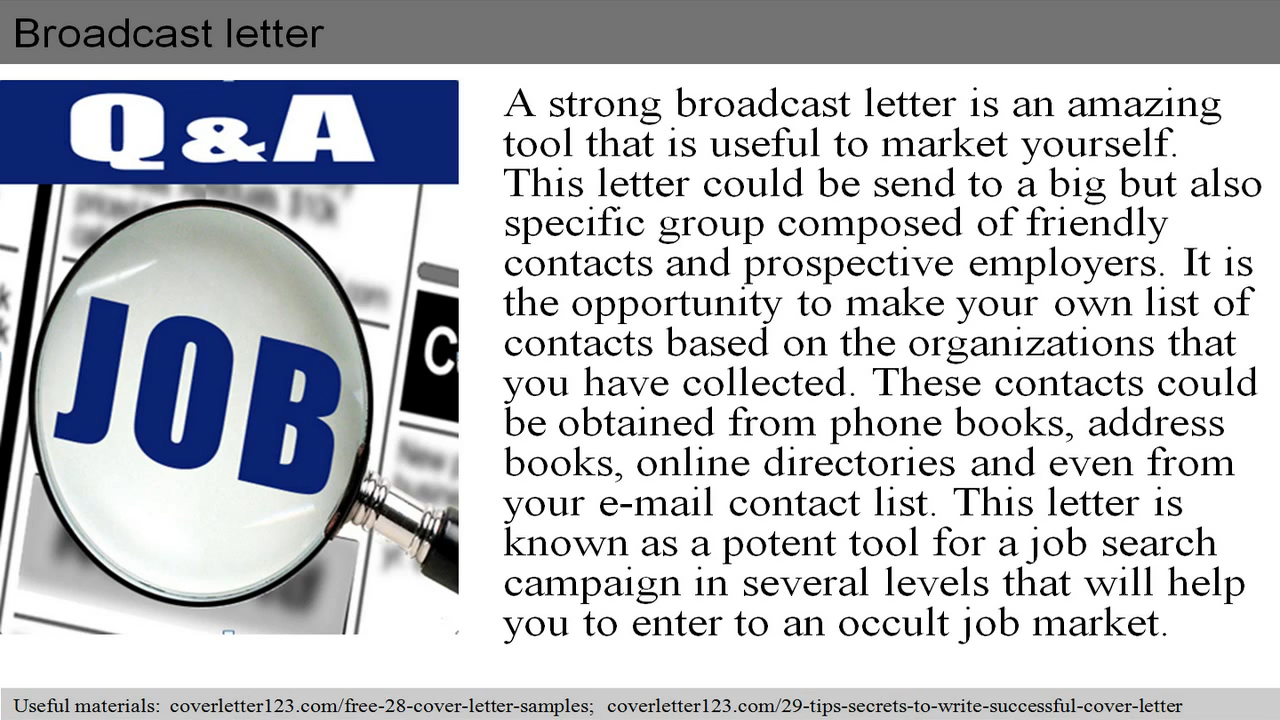 Broadcast letter
Q&A
JOB
A strong broadcast letter is an amazing
tool that is useful to market yourself.
This letter could be send to a big but also
specific group composed of friendly
contacts and prospective employers. It is
the opportunity to make your own list of
contacts based on the organizations that
you have collected. These contacts could
be obtained from phone books, address
books, online directories and even from
your e-mail contact list. This letter is
known as a potent tool for a job search
campaign in several levels that will help
you to enter to an occult job market.
Useful materials: coverletter123.com/free-28-cover-letter-samples; coverletter123.com/29-tips-secrets-to-write-successful-cover-letter